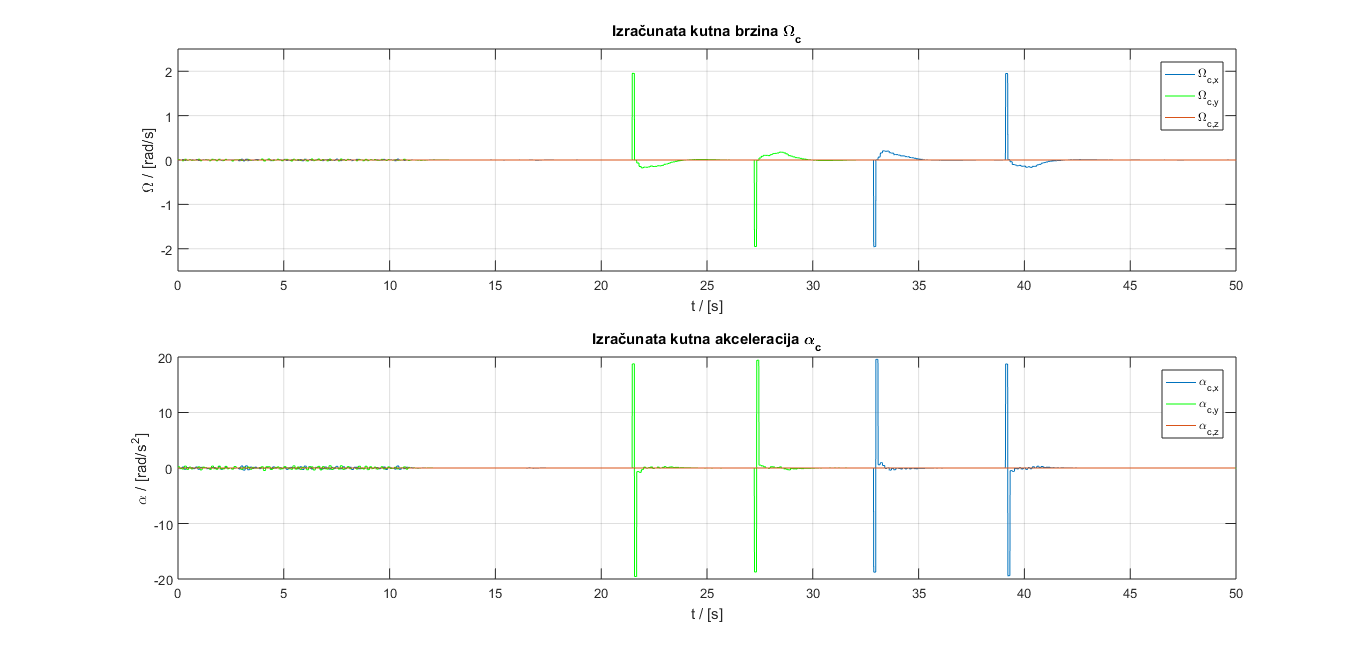 Izračunata kutna brzina Ωc
Ω / [rad/s]
2
1
0
-1
-2
Ωc,x
Ωc,y
Ωc,z
0 5 10 15 20 25 30 35 40 45 50
t / [s]
Izračunata kutna akceleracija αc
α / [rad/s²]
20
10
0
-10
-20
αc,x
αc,y
αc,z
0 5 10 15 20 25 30 35 40 45 50
t / [s]